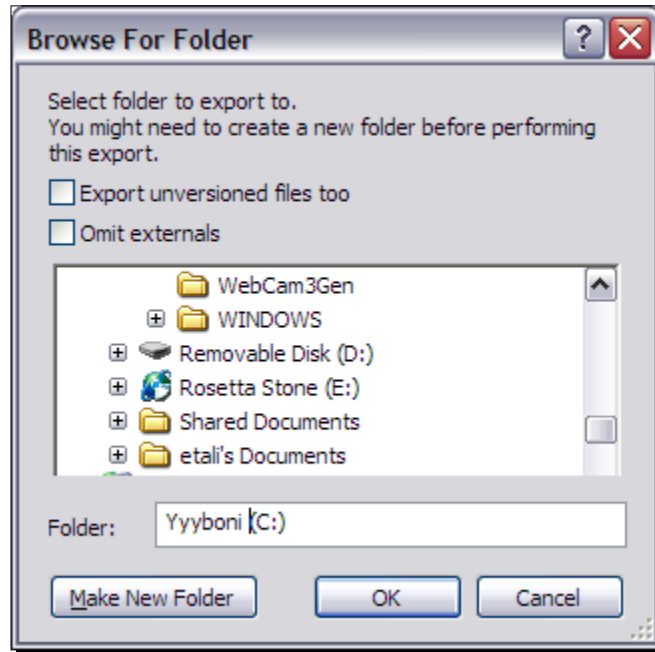 Browse For Folder
Select folder to export to.
You might need to create a new folder before performing
this export.
Export unversioned files too
Omit externals
WebCam3Gen
WINDOWS
Removable Disk (D:)
Rosetta Stone (E:)
Shared Documents
etali's Documents
Folder: Yyyboni (C:)
Make New Folder OK Cancel